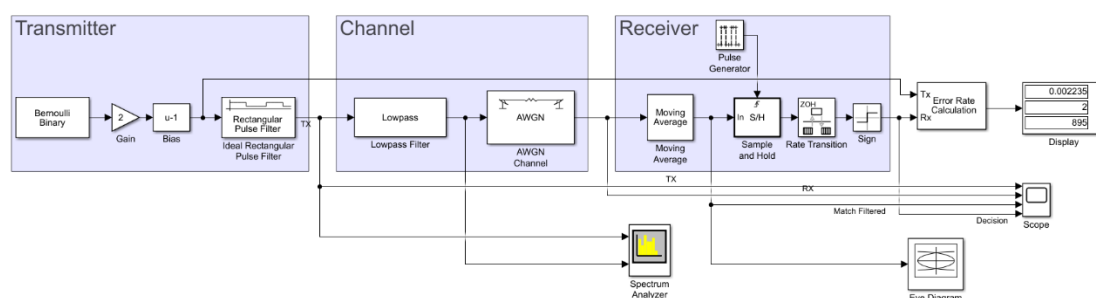 Transmitter
Channel
Receiver
Pulse
Generator
Bernoulli
Binary
2
Gain
u-1
Bias
Rectangular
Pulse Filter
Ideal Rectangular
Pulse Filter
TX
Lowpass
Lowpass Filter
AWGN
AWGN
Channel
Moving
Average
Moving
Average
In
S/H
Sample
and Hold
ZOH
Rate Transition
Sign
Tx
Rx
Error Rate
Calculation
0.002235
2
895
Display
TX
RX
Match Filtered
Decision
Scope
Spectrum
Analyzer
Eye Diagram